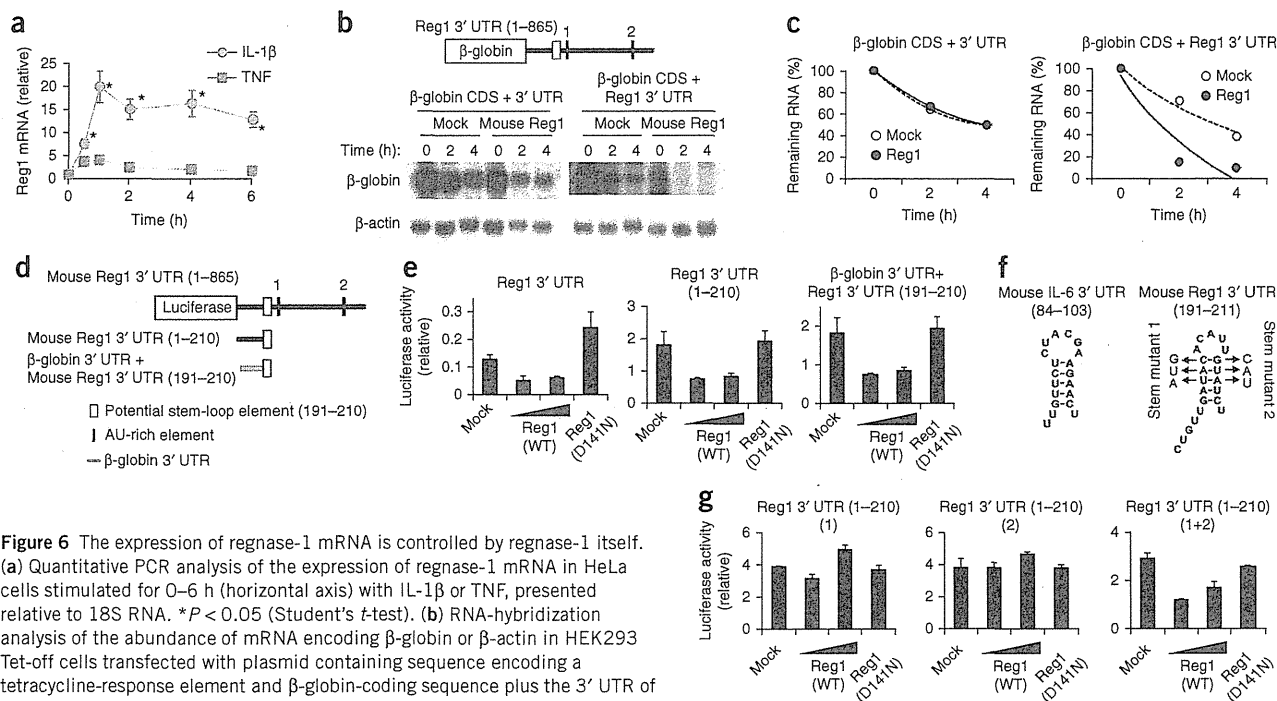 a
Reg1 mRNA (relative)
25
20
15
10
5
0
0 2 4 6
Time (h)
IL-1β
TNF
*
*
*
*
*
b
Reg1 3′ UTR (1–865)
β-globin
1 2
β-globin CDS + 3′ UTR
β-globin CDS +
Reg1 3′ UTR
Mock Mouse Reg1 Mock Mouse Reg1
Time (h): 0 2 4 0 2 4 0 2 4 0 2 4
β-globin
β-actin
c
β-globin CDS + 3′ UTR
Remaining RNA (%)
100
80
60
40
20
0
0 2 4
Time (h)
Mock
Reg1
β-globin CDS + Reg1 3′ UTR
Remaining RNA (%)
100
80
60
40
20
0
0 2 4
Time (h)
Mock
Reg1
d
Mouse Reg1 3′ UTR (1–865)
Luciferase
1 2
Mouse Reg1 3′ UTR (1–210)
β-globin 3′ UTR +
Mouse Reg1 3′ UTR (191–210)
Potential stem-loop element (191–210)
AU-rich element
β-globin 3′ UTR
e
Luciferase activity
(relative)
Reg1 3′ UTR
0.3
0.2
0.1
0
Mock
Reg1
(WT)
Reg1
(D141N)
Reg1 3′ UTR
(1–210)
3
2
1
0
Mock
Reg1
(WT)
Reg1
(D141N)
β-globin 3′ UTR+
Reg1 3′ UTR (191–210)
2
1
0
Mock
Reg1
(WT)
Reg1
(D141N)
f
Mouse IL-6 3′ UTR
(84–103)
Mouse Reg1 3′ UTR
(191–211)
Stem mutant 1
Stem mutant 2
g
Luciferase activity
(relative)
Reg1 3′ UTR (1–210)
(1)
6
4
2
0
Mock
Reg1
(WT)
Reg1
(D141N)
Reg1 3′ UTR (1–210)
(2)
6
4
2
0
Mock
Reg1
(WT)
Reg1
(D141N)
Reg1 3′ UTR (1–210)
(1+2)
4
2
0
Mock
Reg1
(WT)
Reg1
(D141N)
Figure 6 The expression of regnase-1 mRNA is controlled by regnase-1 itself.
(a) Quantitative PCR analysis of the expression of regnase-1 mRNA in HeLa
cells stimulated for 0–6 h (horizontal axis) with IL-1β or TNF, presented
relative to 18S RNA. *P < 0.05 (Student's t-test). (b) RNA-hybridization
analysis of the abundance of mRNA encoding β-globin or β-actin in HEK293
Tet-off cells transfected with plasmid containing sequence encoding a
tetracycline-response element and β-globin-coding sequence plus the 3′ UTR of